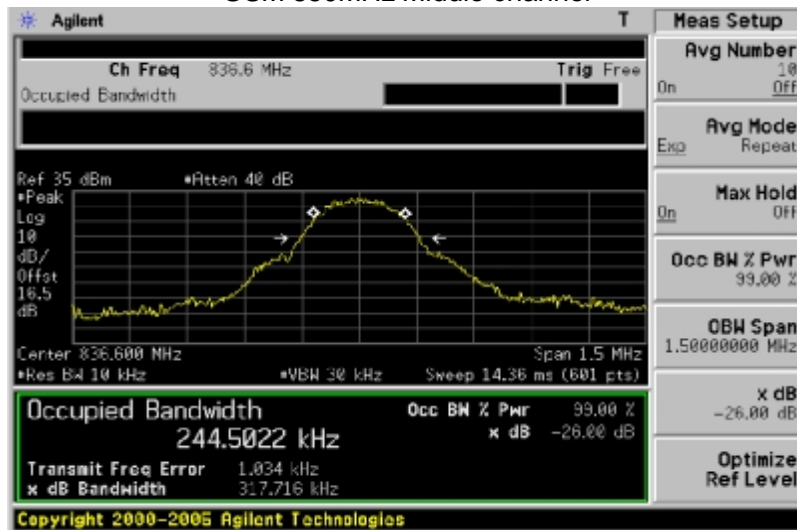 Agilent T Meas Setup
Ch Freq 836.6 MHz Trig Free
Occupied Bandwidth
Avg Number
10
On Off
Avg Mode
Exp Repeat
Ref 35 dBm #Atten 40 dB
#Peak
Log
10
dB/
Offst
16.5
dB
Max Hold
On Off
Occ BW % Pwr
99.00 %
OBW Span
1.50000000 MHz
Center 836.600 MHz Span 1.5 MHz
#Res BW 10 kHz #VBW 30 kHz Sweep 14.36 ms (601 pts)
Occupied Bandwidth Occ BW % Pwr 99.00 %
244.5022 kHz x dB -26.00 dB
Transmit Freq Error 1.034 kHz
x dB Bandwidth 317.716 kHz
x dB
-26.00 dB
Optimize
Ref Level
Copyright 2000-2005 Agilent Technologies